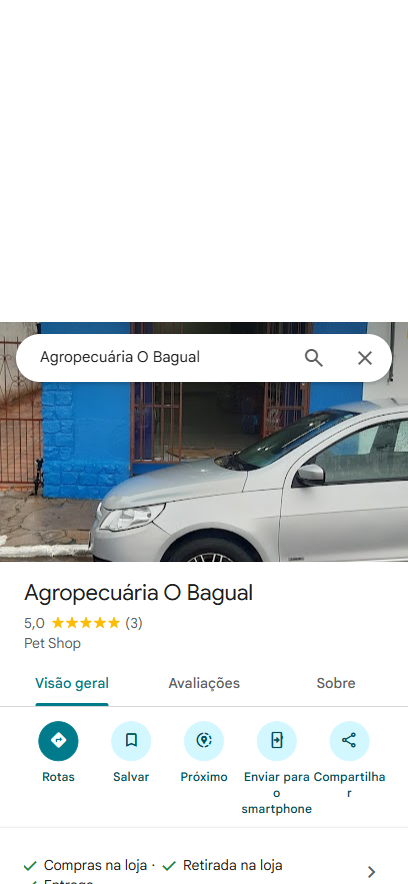 Agropecuária O Bagual
Agropecuária O Bagual
5,0 ★★★★★ (3)
Pet Shop
Visão geral Avaliações Sobre
Rotas Salvar Próximo Enviar para o smartphone Compartilhar
Compras na loja · Retirada na loja
Entrega